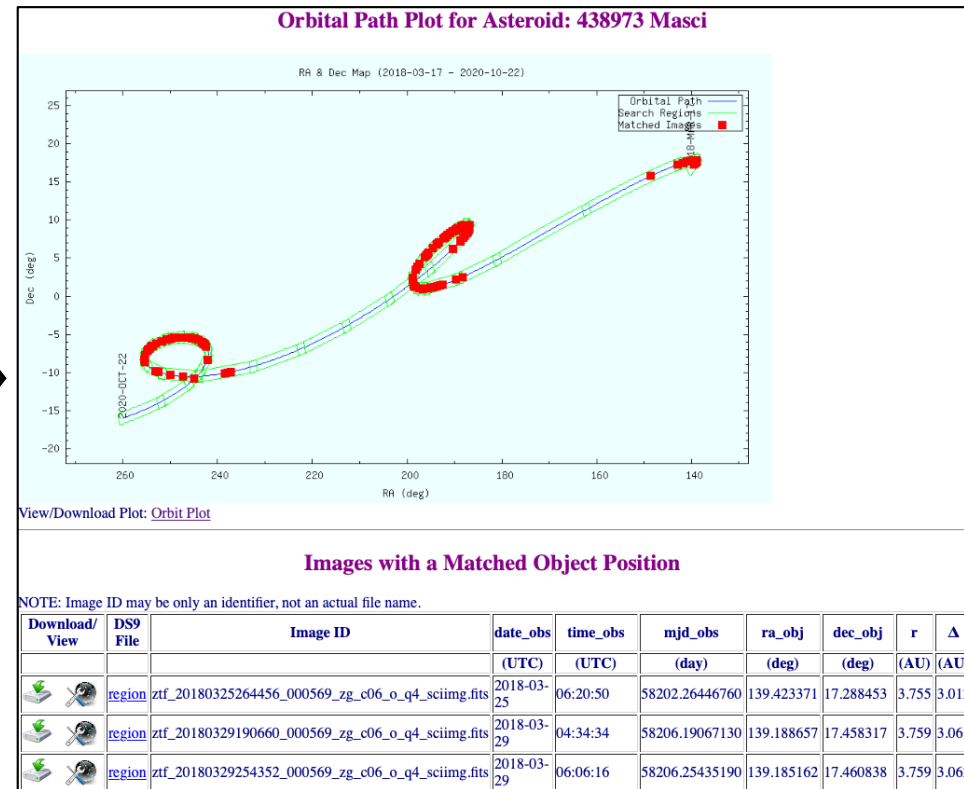 Orbital Path Plot for Asteroid: 438973 Masci
RA & Dec Map (2018-03-17 - 2020-10-22)
Orbital Path
Search Regions
Matched Images
25
20
15
10
5
0
-5
-10
-15
-20
Dec (deg)
2020-OCT-22
260
240
220
200
180
160
140
RA (deg)
View/Download Plot: Orbit Plot
Images with a Matched Object Position
NOTE: Image ID may be only an identifier, not an actual file name.
Download/ View DS9 File Image ID date_obs time_obs mjd_obs ra_obj dec_obj r Δ
(UTC) (UTC) (day) (deg) (deg) (AU) (AU
region ztf_20180325264456_000569_zg_c06_o_q4_sciimg.fits 2018-03-25 06:20:50 58202.26446760 139.423371 17.288453 3.755
region ztf_20180329190660_000569_zg_c06_o_q4_sciimg.fits 2018-03-29 04:34:34 58206.19067130 139.188657 17.458317 3.759 3.06
region ztf_20180329254352_000569_zg_c06_o_q4_sciimg.fits 2018-03-29 06:06:16 58206.25435190 139.185162 17.460838 3.759